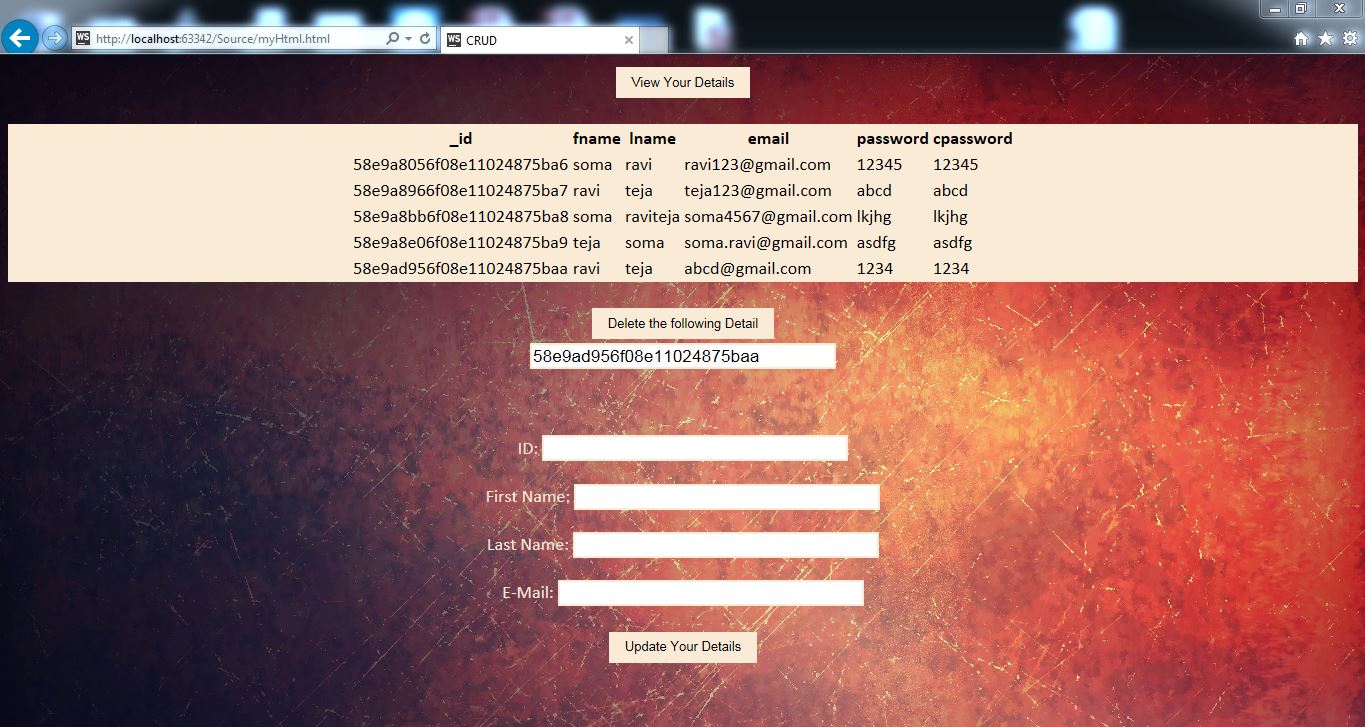 WS http://localhost:63342/Source/myHtml.html
WS CRUD
View Your Details
_id fname lname email password cpassword
58e9a8056f08e11024875ba6 soma ravi ravi123@gmail.com 12345 12345
58e9a8966f08e11024875ba7 ravi teja teja123@gmail.com abcd abcd
58e9a8bb6f08e11024875ba8 soma raviteja soma4567@gmail.com lkjhg lkjhg
58e9a8e06f08e11024875ba9 teja soma soma.ravi@gmail.com asdfg asdfg
58e9ad956f08e11024875baa ravi teja abcd@gmail.com 1234 1234
Delete the following Detail
58e9ad956f08e11024875baa
ID:
First Name:
Last Name:
E-Mail:
Update Your Details